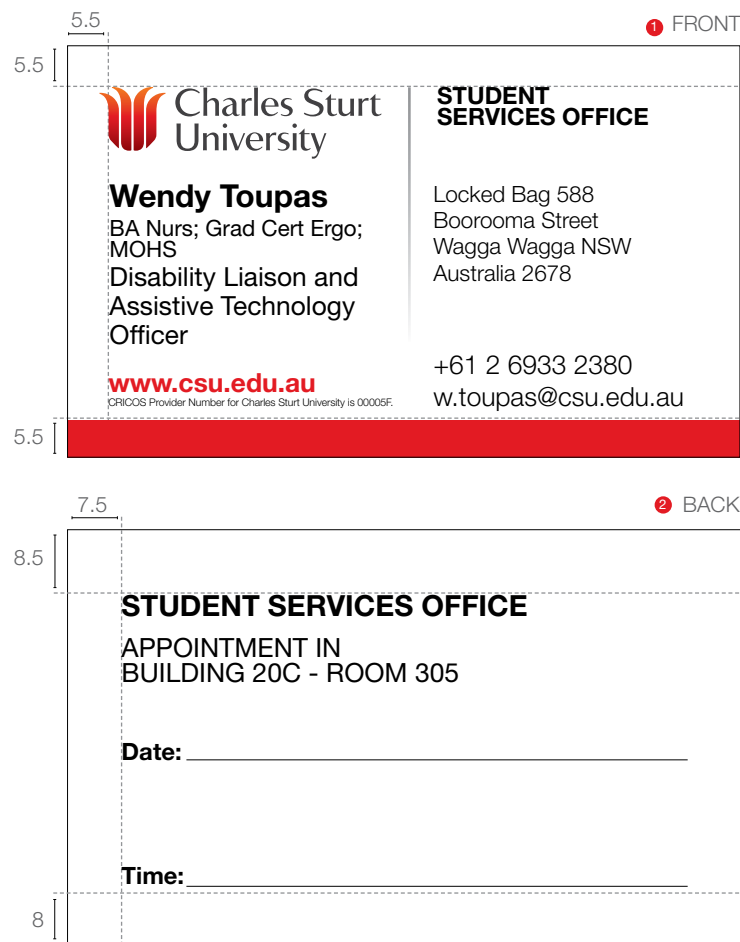 5.5
1 FRONT
5.5
Charles Sturt
University
Wendy Toupas
BA Nurs; Grad Cert Ergo;
MOHS
Disability Liaison and
Assistive Technology
Officer
www.csu.edu.au
CRICOS Provider Number for Charles Sturt University is 00005F.
STUDENT
SERVICES OFFICE
Locked Bag 588
Boorooma Street
Wagga Wagga NSW
Australia 2678
+61 2 6933 2380
w.toupas@csu.edu.au
5.5
7.5
2 BACK
8.5
STUDENT SERVICES OFFICE
APPOINTMENT IN
BUILDING 20C - ROOM 305
Date:
Time:
8